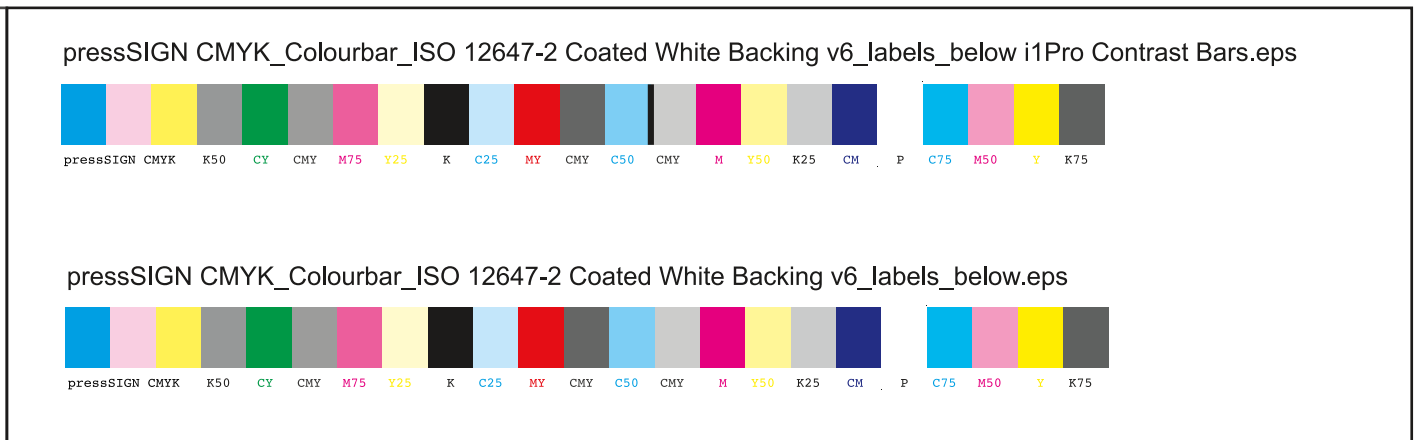 pressSIGN CMYK_Colourbar_ISO 12647-2 Coated White Backing v6_labels_below i1Pro Contrast Bars.eps
pressSIGN CMYK K50 CY CMY M75 Y25 K C25 MY CMY C50 CMY M Y50 K25 CM . P C75 M50 Y K75
pressSIGN CMYK_Colourbar_ISO 12647-2 Coated White Backing v6_labels_below.eps
pressSIGN CMYK K50 CY CMY M75 Y25 K C25 MY CMY C50 CMY M Y50 K25 CM . P C75 M50 Y K75